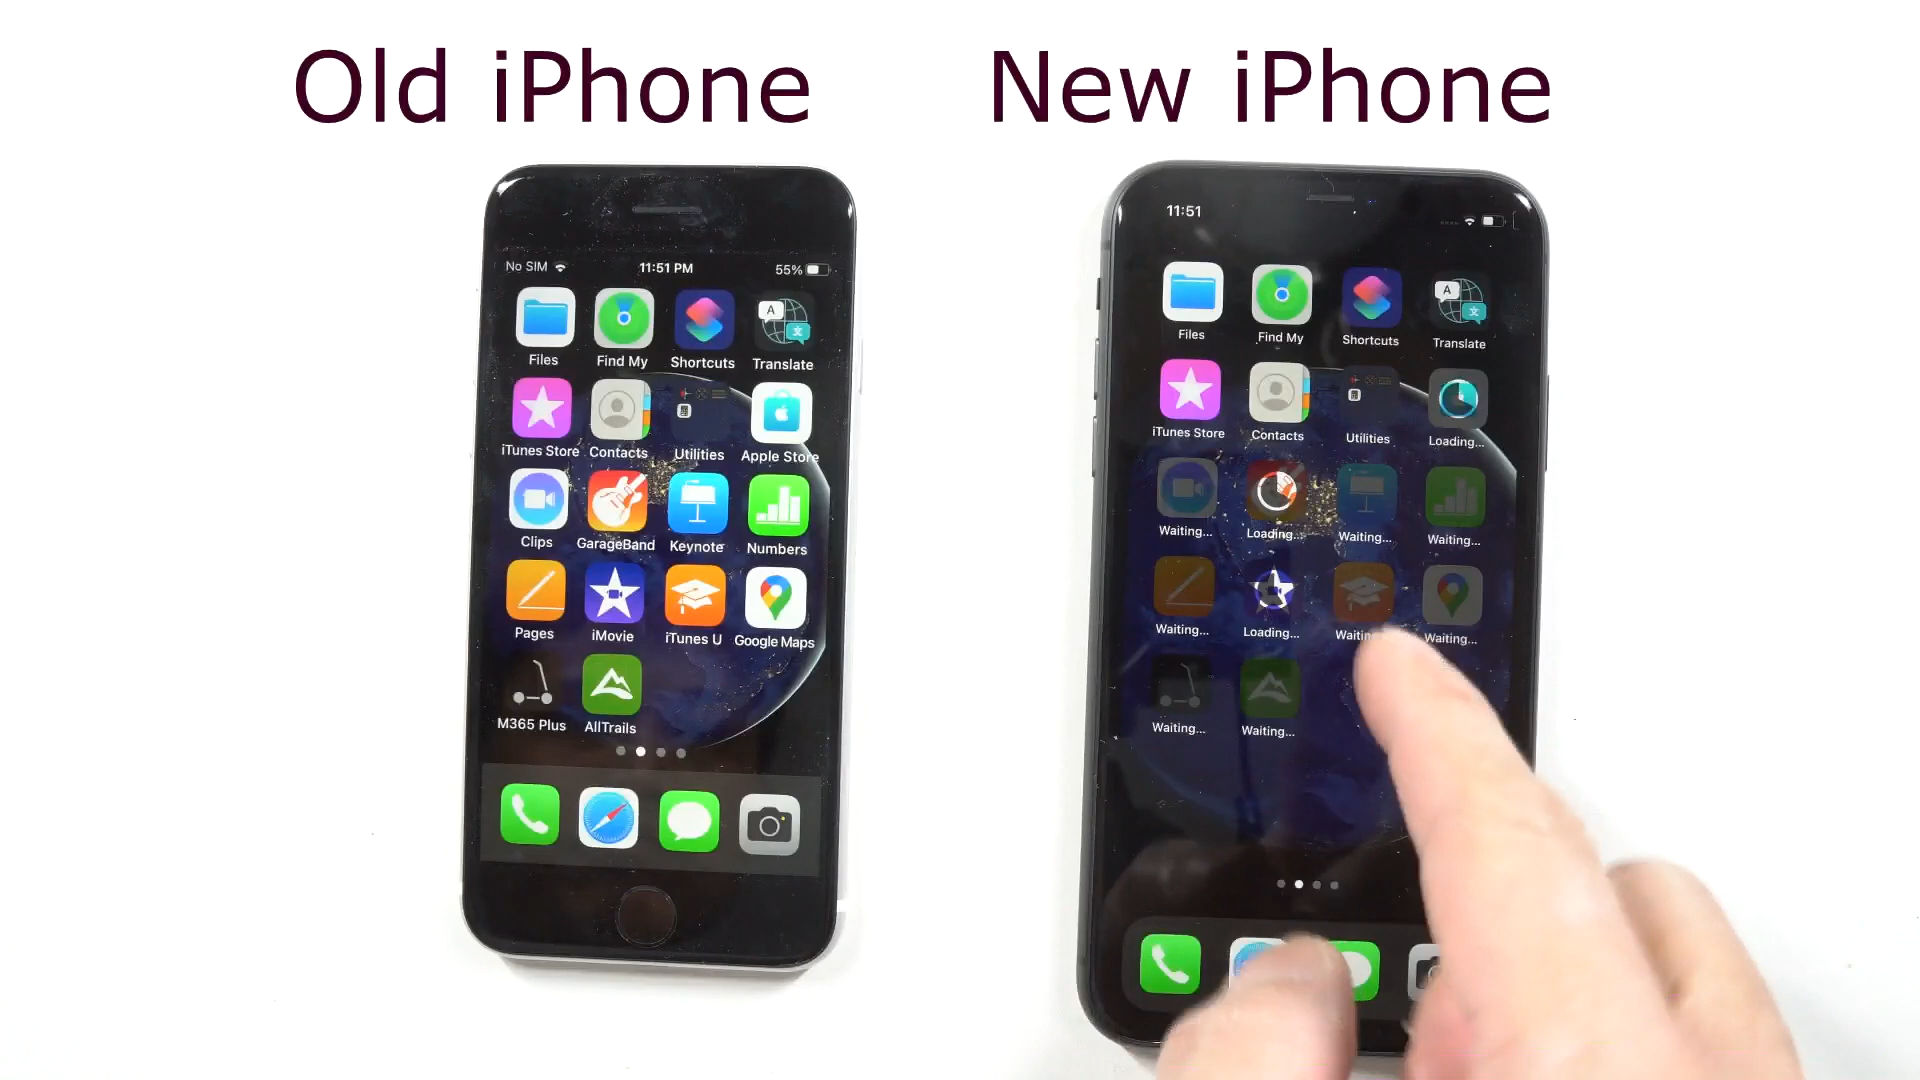 Old iPhone
New iPhone
No SIM 11:51 PM 55%
Files Find My Shortcuts Translate
iTunes Store Contacts Utilities Apple Store
Clips GarageBand Keynote Numbers
Pages iMovie iTunes U Google Maps
M365 Plus AllTrails
11:51
Files Find My Shortcuts Translate
iTunes Store Contacts Utilities Loading...
Waiting... Loading... Waiting... Waiting...
Waiting... Loading... Waiting Waiting...
Waiting... Waiting...